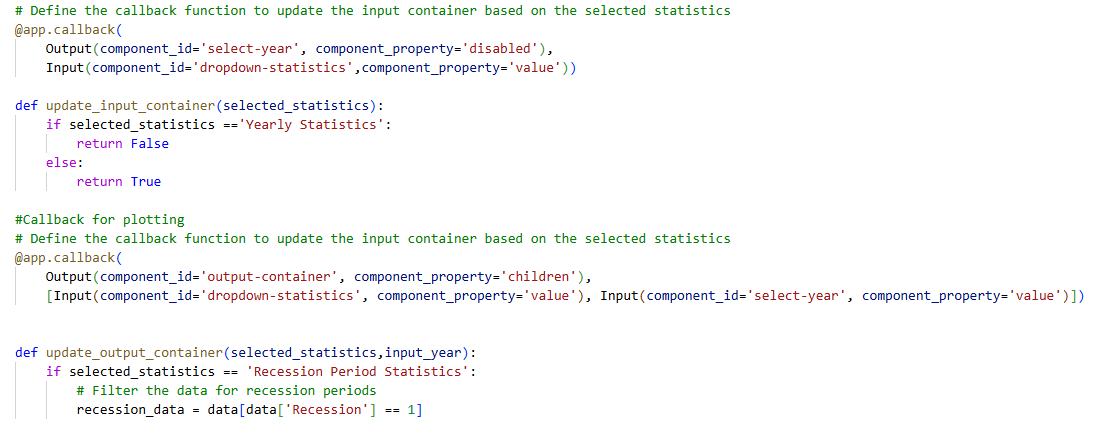 # Define the callback function to update the input container based on the selected statistics
@app.callback(
    Output(component_id='select-year', component_property='disabled'),
    Input(component_id='dropdown-statistics',component_property='value'))
def update_input_container(selected_statistics):
    if selected_statistics =='Yearly Statistics':
        return False
    else:
        return True
#Callback for plotting
# Define the callback function to update the input container based on the selected statistics
@app.callback(
    Output(component_id='output-container', component_property='children'),
    [Input(component_id='dropdown-statistics', component_property='value'), Input(component_id='select-year', component_property='value')])
def update_output_container(selected_statistics,input_year):
    if selected_statistics == 'Recession Period Statistics':
        # Filter the data for recession periods
        recession_data = data[data['Recession'] == 1]